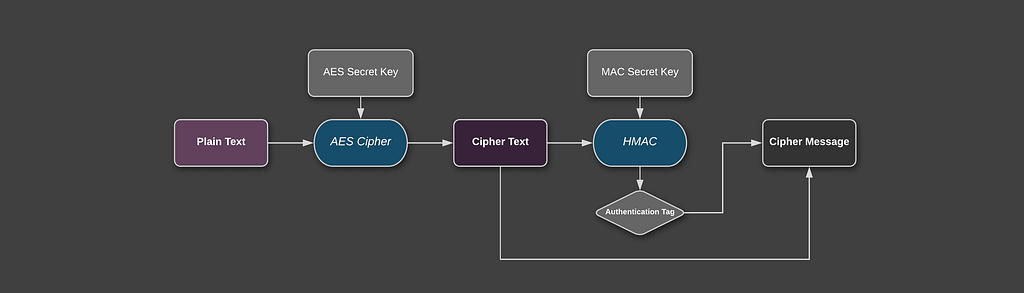 AES Secret Key
MAC Secret Key
Plain Text
AES Cipher
Cipher Text
HMAC
Cipher Message
Authentication Tag